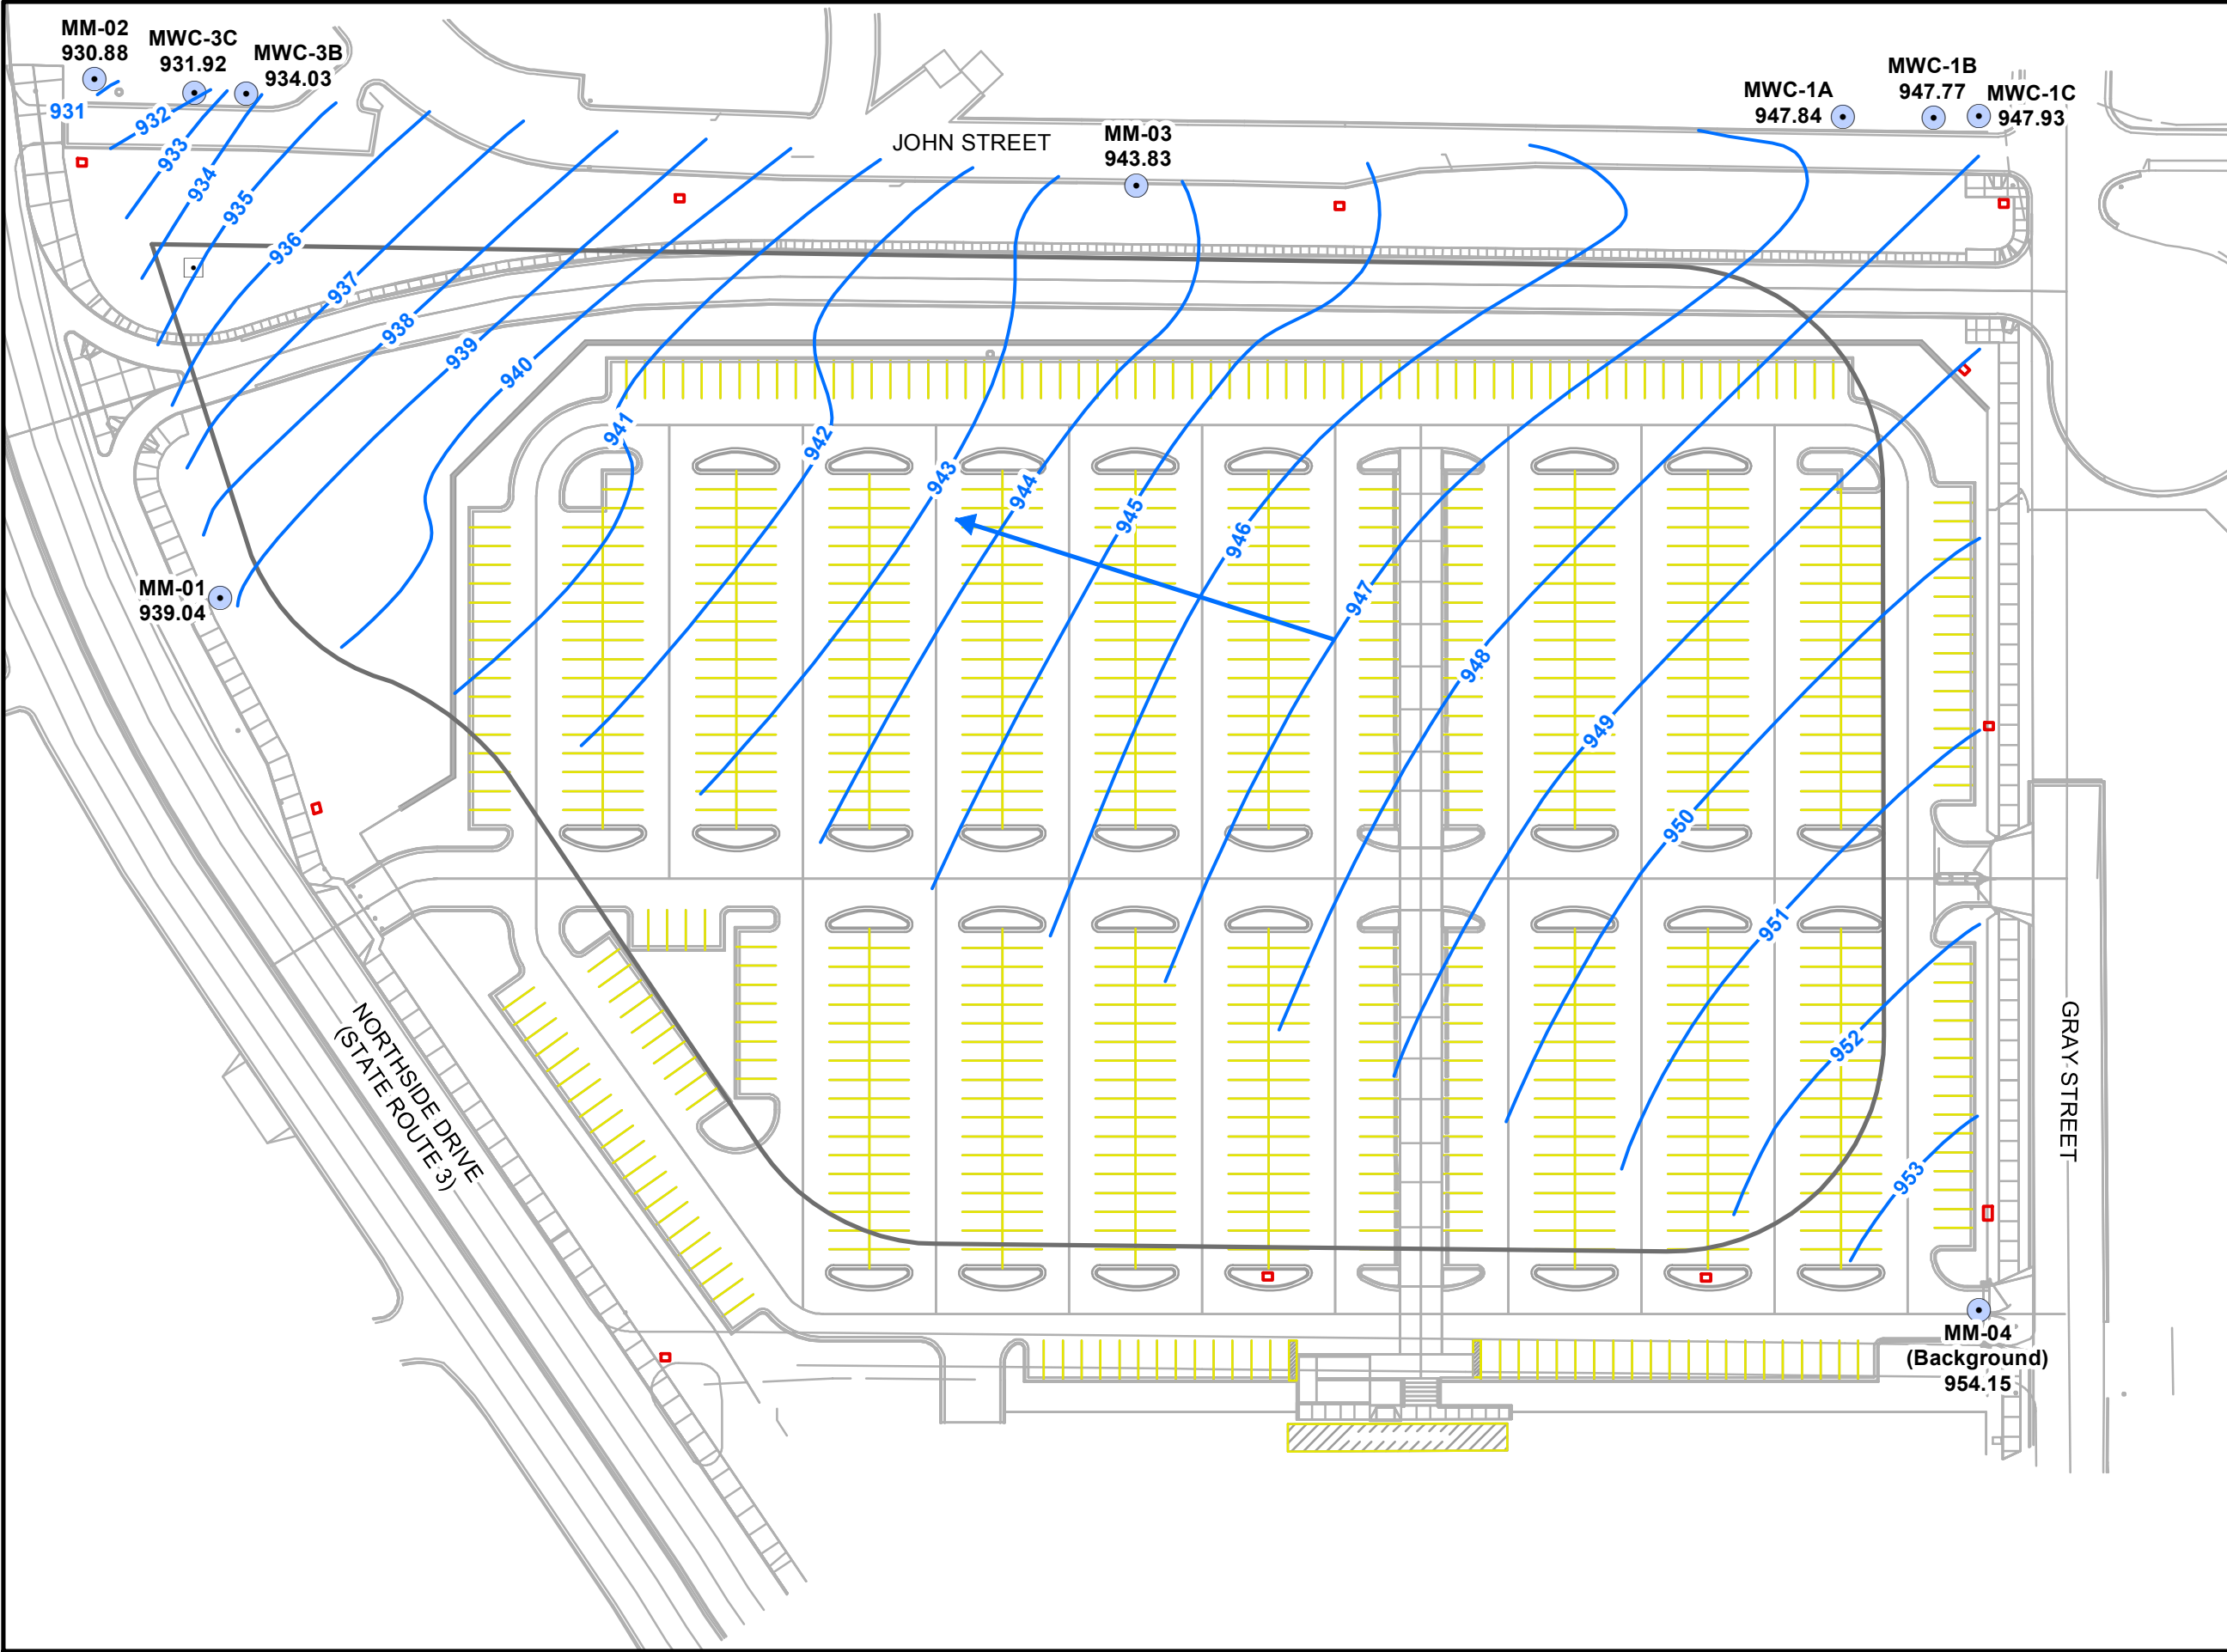 MM-02
930.88
MWC-3C
931.92
MWC-3B
934.03
MWC-1A
947.84
MWC-1B
947.77
MWC-1C
947.93
JOHN STREET
MM-03
943.83
931
932
933
934
935
936
937
938
939
940
941
942
943
944
945
946
947
948
949
950
951
952
953
MM-01
939.04
NORTHSIDE DRIVE
(STATE ROUTE 3)
GRAY STREET
MM-04
(Background)
954.15